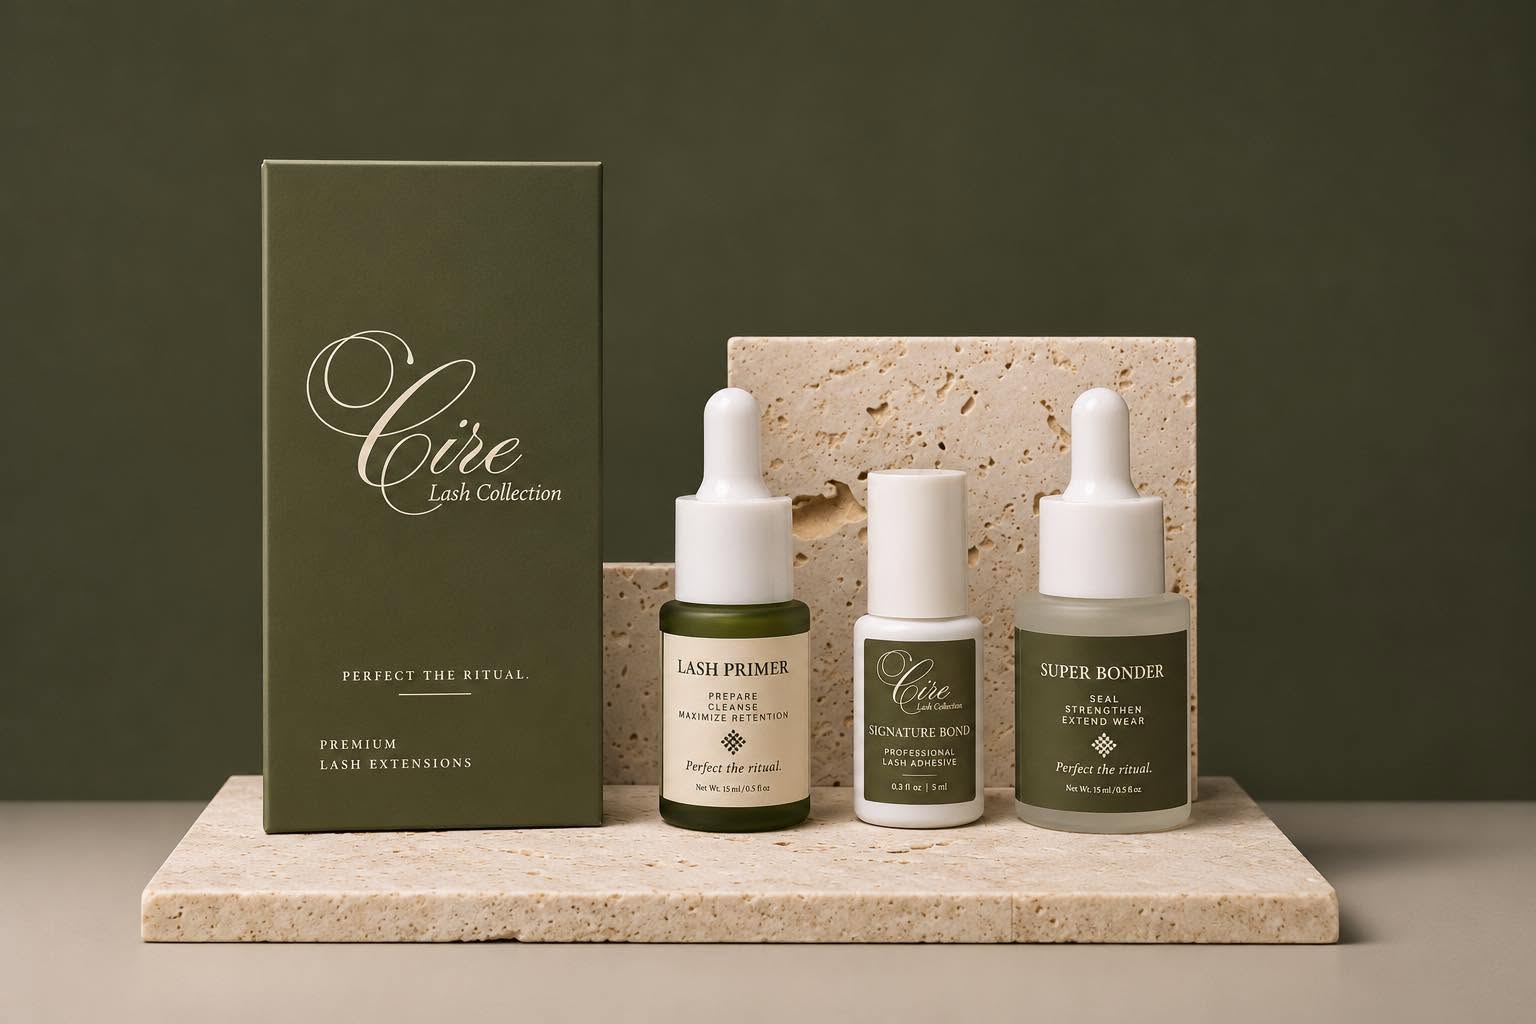 Cire
Lash Collection
PERFECT THE RITUAL.
PREMIUM
LASH EXTENSIONS
LASH PRIMER
PREPARE
CLEANSE
MAXIMIZE RETENTION
Perfect the ritual.
Net Wt. 15 ml/0.5 fl oz
Cire
Lash Collection
SIGNATURE BOND
PROFESSIONAL
LASH ADHESIVE
0.3 fl oz | 5 ml
SUPER BONDER
SEAL
STRENGTHEN
EXTEND WEAR
Perfect the ritual.
Net Wt. 15 ml/0.5 fl oz